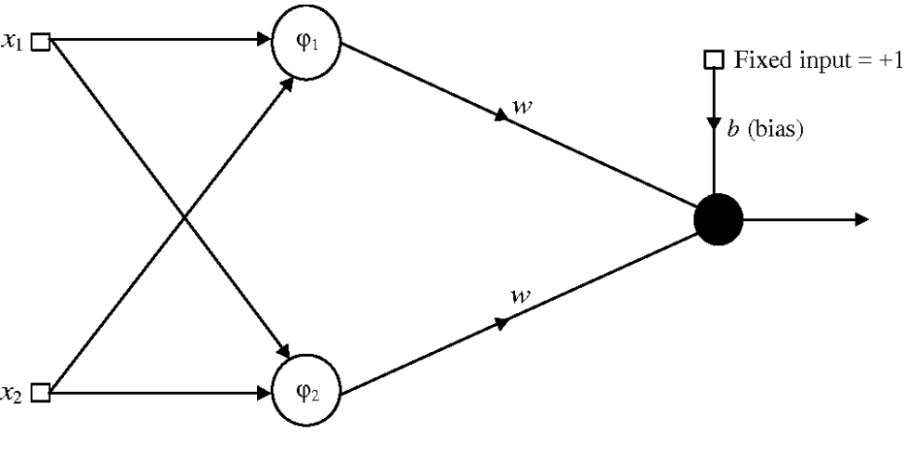 x₁
φ₁
Fixed input = +1
w
b (bias)
w
x₂
φ₂